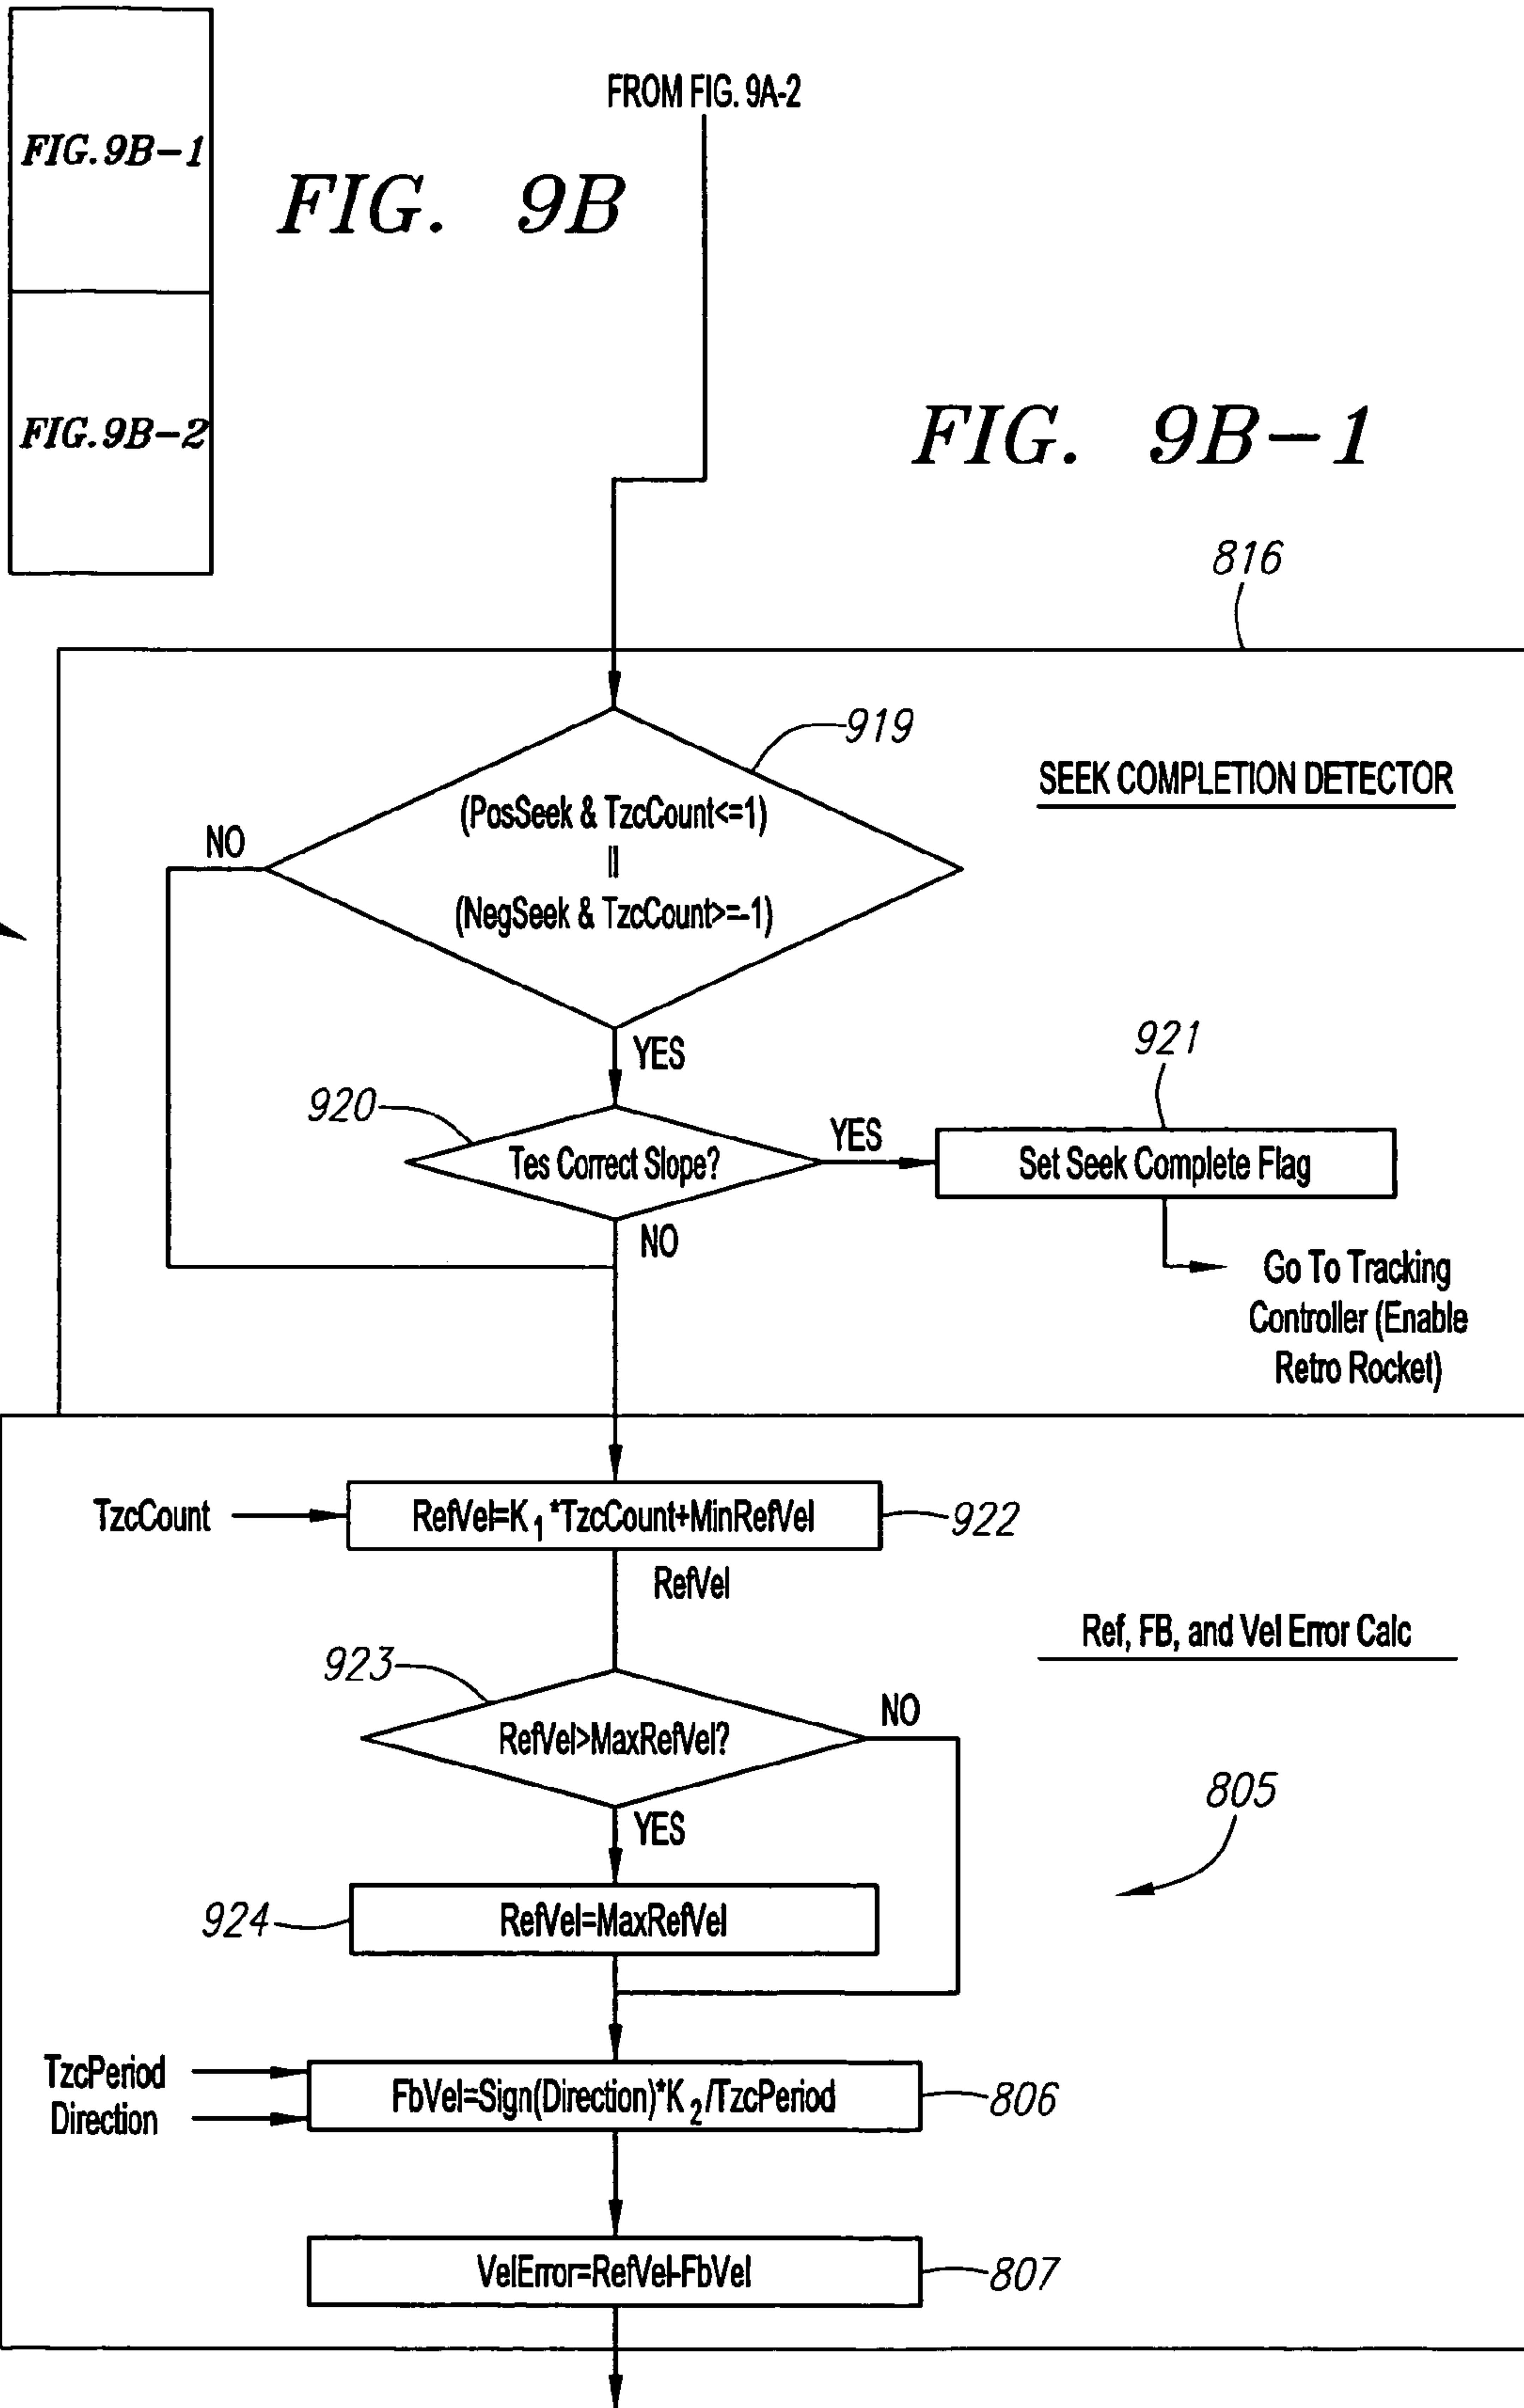 FIG.9B-1
FIG.9B-2
FIG. 9B
FROM FIG. 9A-2
FIG. 9B-1
816
919
SEEK COMPLETION DETECTOR
(PosSeek & TzcCount<=1)
||
(NegSeek & TzcCount>=-1)
NO
YES
920
Tes Correct Slope?
YES
921
Set Seek Complete Flag
NO
Go To Tracking
Controller (Enable
Retro Rocket)
TzcCount
RefVel=K1*TzcCount+MinRefVel
922
RefVel
Ref, FB, and Vel Error Calc
923
RefVel>MaxRefVel?
NO
YES
805
924
RefVel=MaxRefVel
TzcPeriod
Direction
FbVel=Sign(Direction)*K2/TzcPeriod
806
VelError=RefVel-FbVel
807